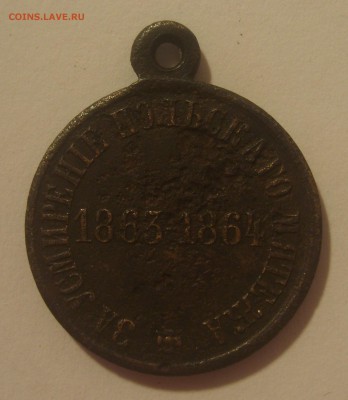 COINS.LAVE.RU
ЗА УСМИРЕНІЕ ПОЛЬСКАГО МЯТЕЖА
1863-1864